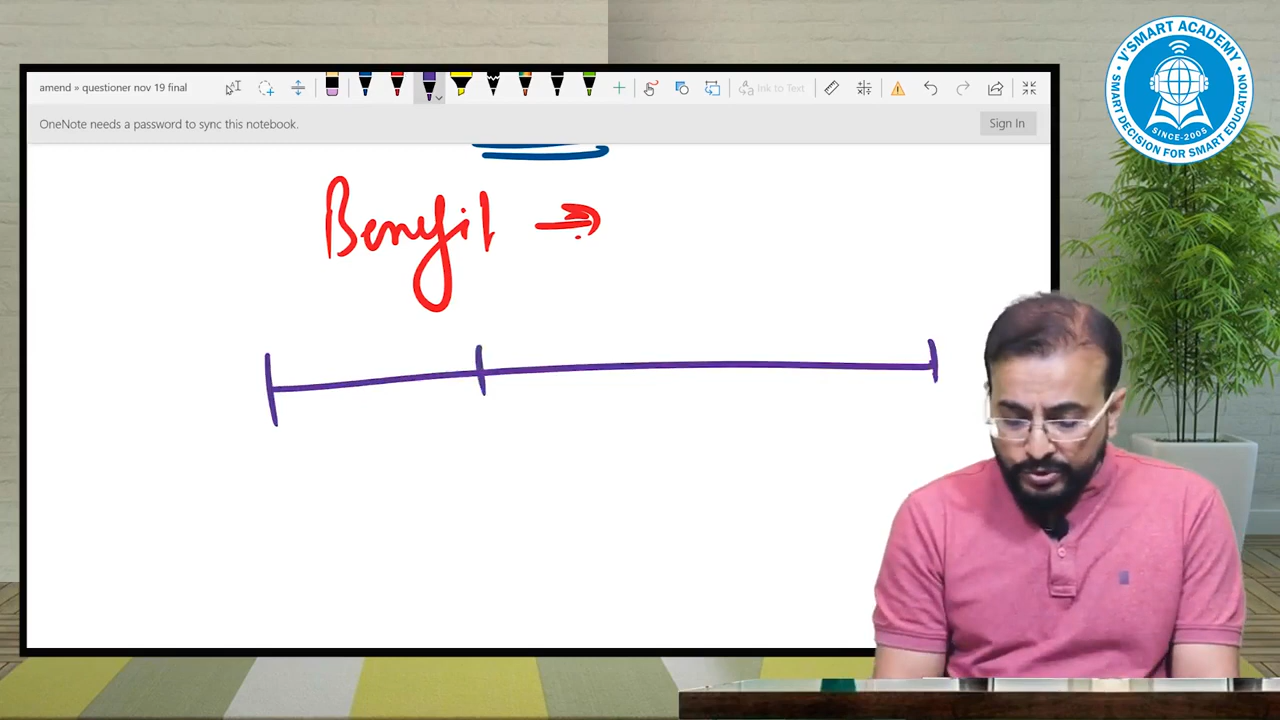 amend » questioner nov 19 final
Ink to Text
OneNote needs a password to sync this notebook.
Sign In
Benefit →
V'SMART ACADEMY
SINCE-2005
SMART DECISION FOR SMART EDUCATION